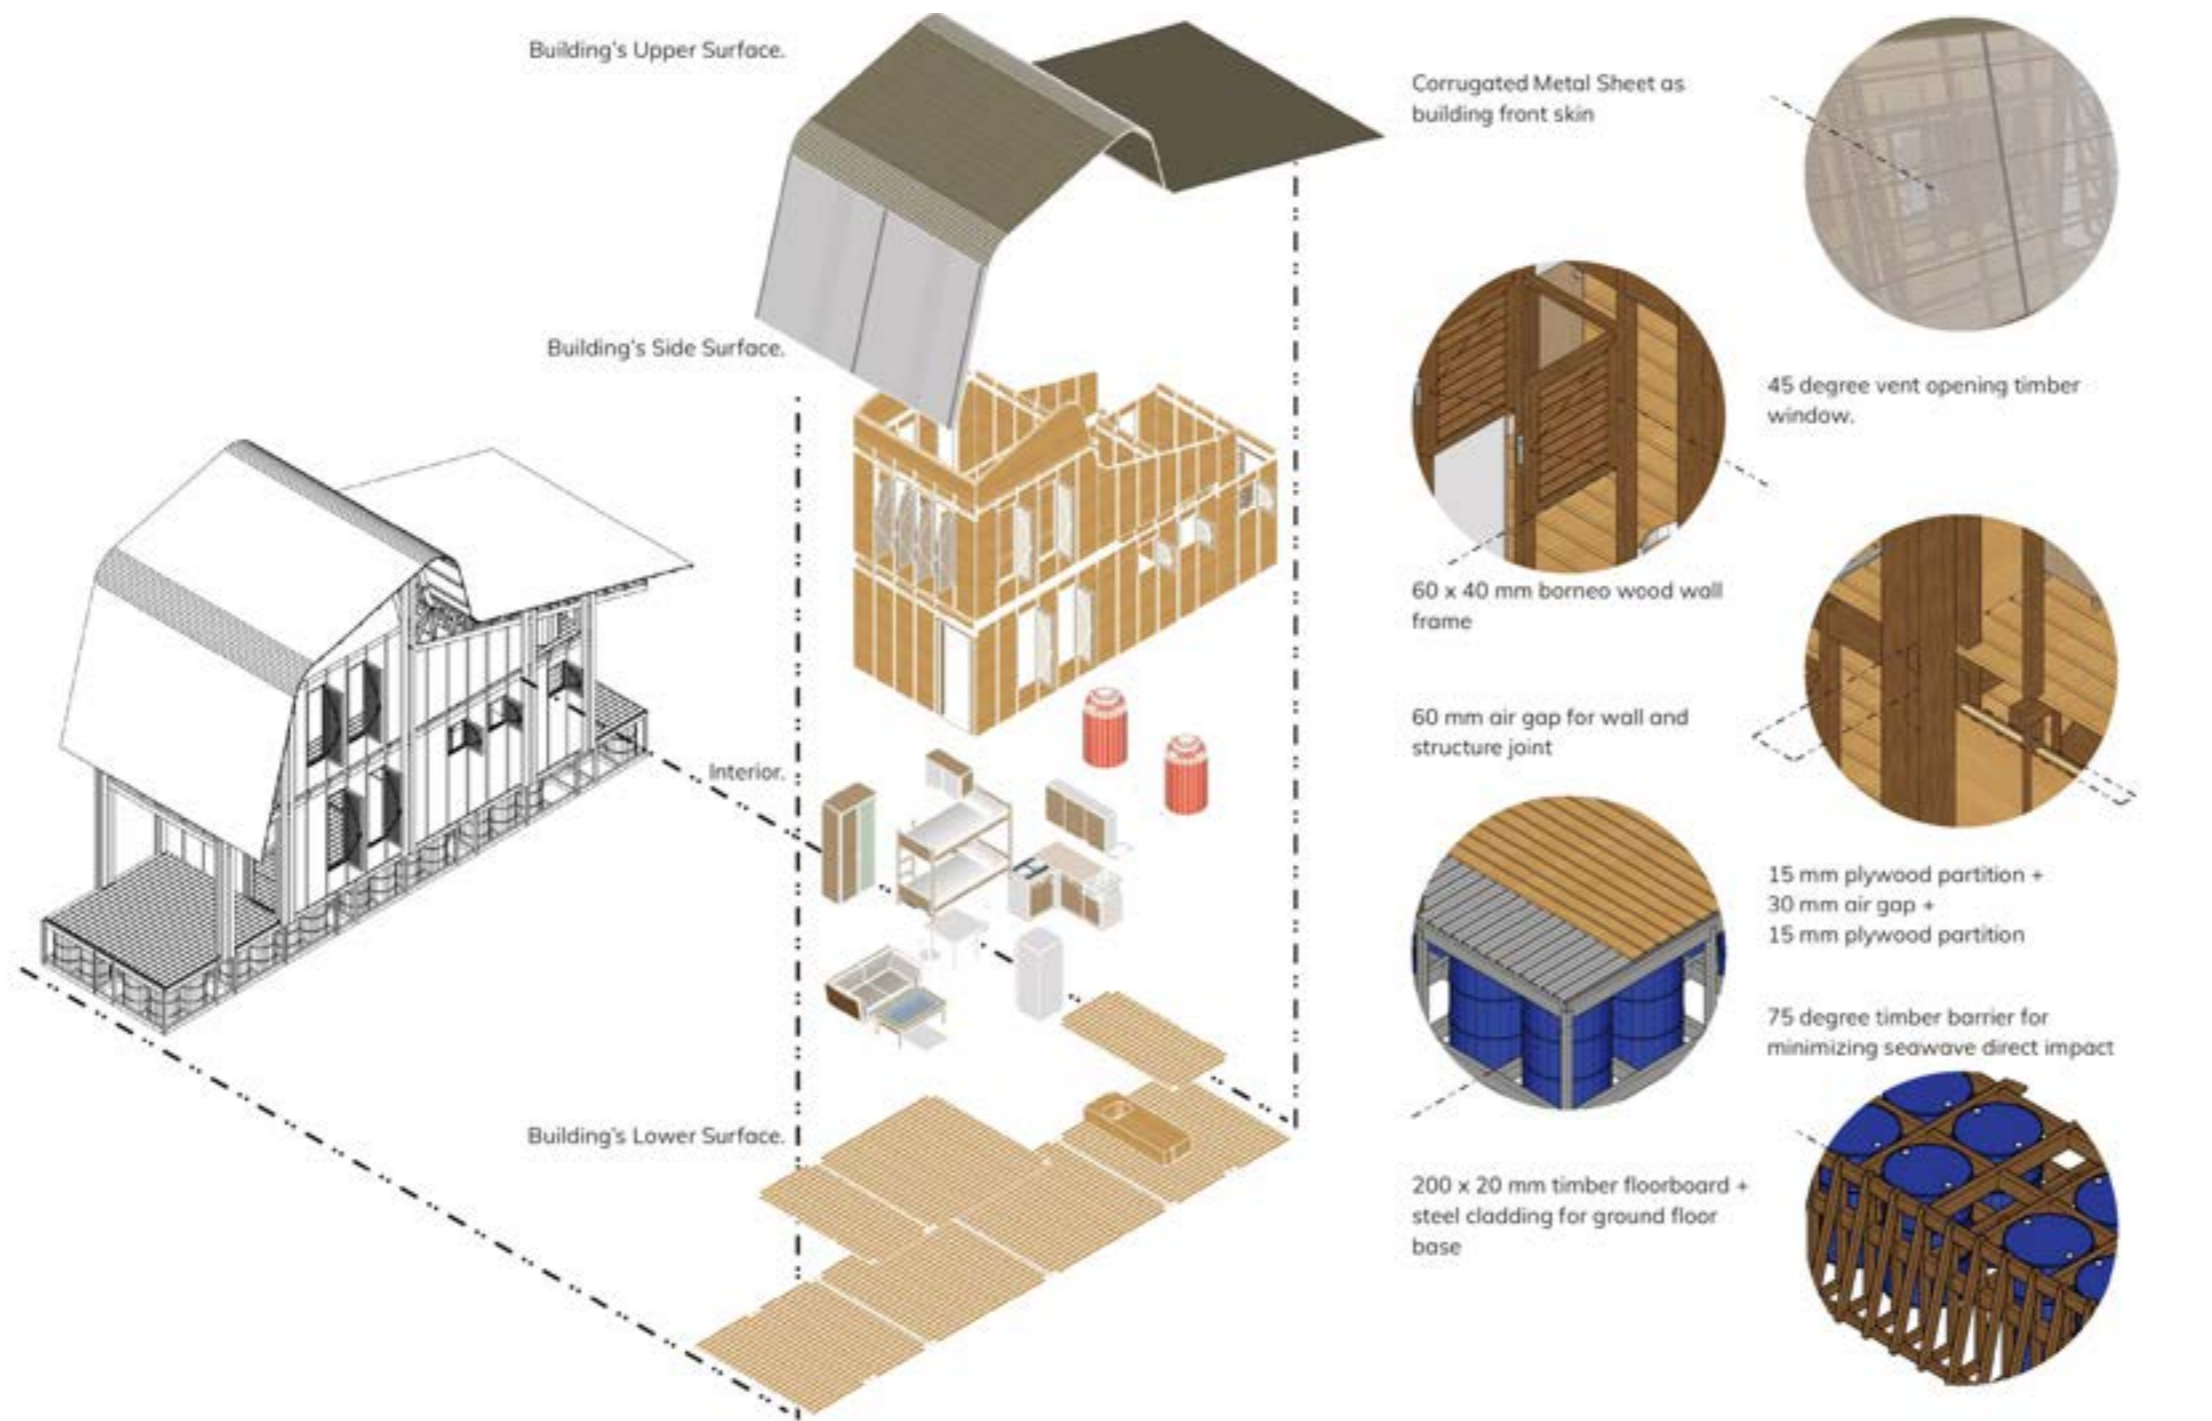 Building's Upper Surface.
Building's Side Surface.
Interior.
Building's Lower Surface.
Corrugated Metal Sheet as
building front skin
45 degree vent opening timber
window.
60 x 40 mm borneo wood wall
frame
60 mm air gap for wall and
structure joint
15 mm plywood partition +
30 mm air gap +
15 mm plywood partition
75 degree timber barrier for
minimizing seawave direct impact
200 x 20 mm timber floorboard +
steel cladding for ground floor
base